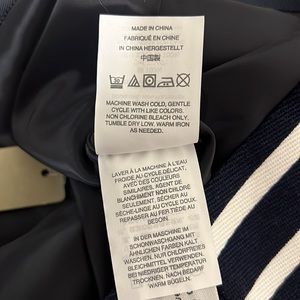 MADE IN CHINA
FABRIQUÉ EN CHINE
IN CHINA HERGESTELLT
中国製
MACHINE WASH COLD, GENTLE
CYCLE WITH LIKE COLORS.
NON CHLORINE BLEACH ONLY.
TUMBLE DRY LOW. WARM IRON
AS NEEDED.
LAVER À LA MACHINE À L'EAU
FROIDE AU CYCLE DÉLICAT,
AVEC DES COULEURS
SIMILAIRES. AGENT DE
BLANCHIMENT NON CHLORÉ
SEULEMENT. SÉCHER AU
SÈCHE-LINGE AU CYCLE DOUX.
REPASSER AU FER TIÈDE AU
BESOIN.
IN DER MASCHINE IM
SCHONWASCHGANG MIT
ÄHNLICHEN FARBEN KALT
WASCHEN. NUR CHLORFREIES
BLEICHMITTEL VERWENDEN.
BEI NIEDRIGER TEMPERATUR
TROCKNEN. NACH BEDARF
WARM BÜGELN.